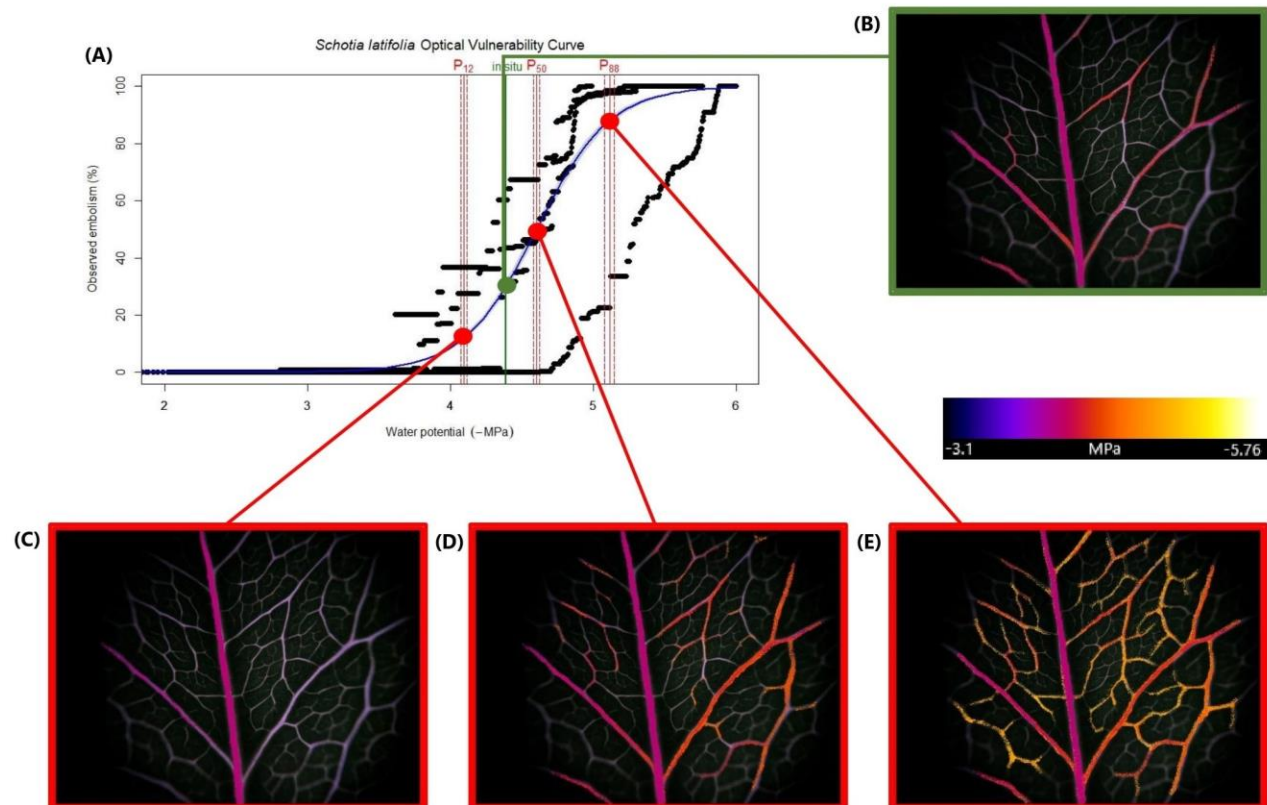 (A)
Schotia latifolia Optical Vulnerability Curve
P12 in situ P50 P88
100
80
60
40
20
0
Observed embolism (%)
2 3 4 5 6
Water potential (−MPa)
(B)
-3.1 MPa -5.76
(C)
(D)
(E)